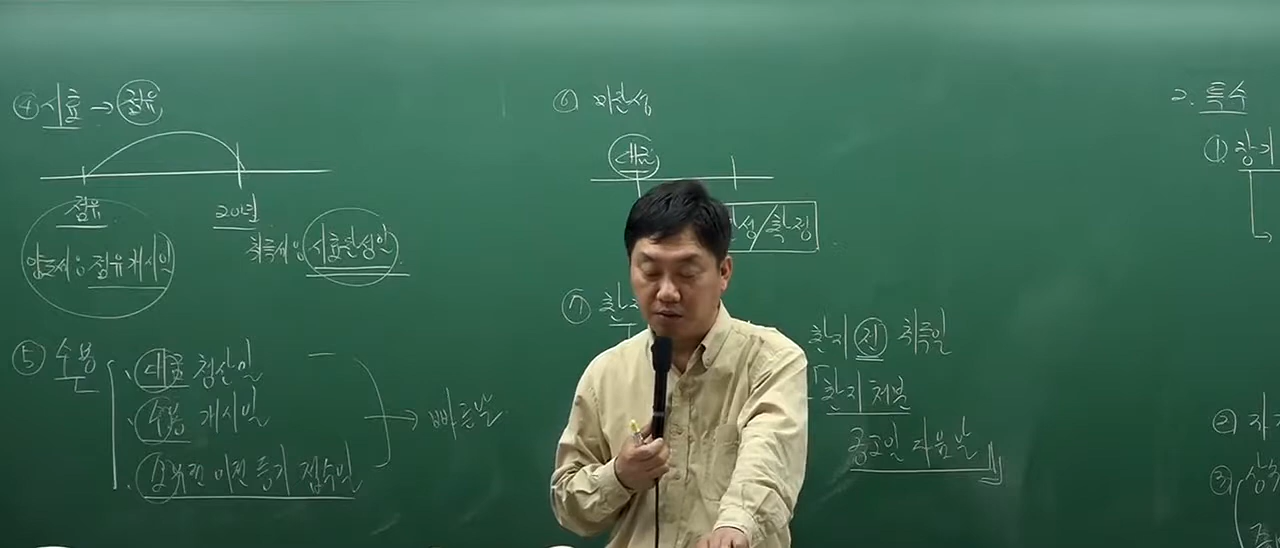 ④ 시효 → 점유
점유
20년
양도세: 점유개시일
취득세: 시효완성일
⑤ 수용
대금 청산일
수용 개시일
소유권 이전 등기 접수일
→ 빠른날
⑥ 미완성
대금
완성/확정
⑦ 환지
환지 전 취득일
「환지처분
공고일 다음날」
2. 특수
① 장기
②
③